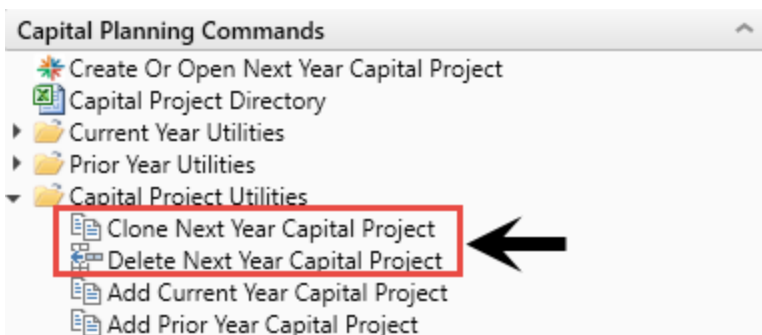 Capital Planning Commands
Create Or Open Next Year Capital Project
Capital Project Directory
Current Year Utilities
Prior Year Utilities
Capital Project Utilities
Clone Next Year Capital Project
Delete Next Year Capital Project
Add Current Year Capital Project
Add Prior Year Capital Project